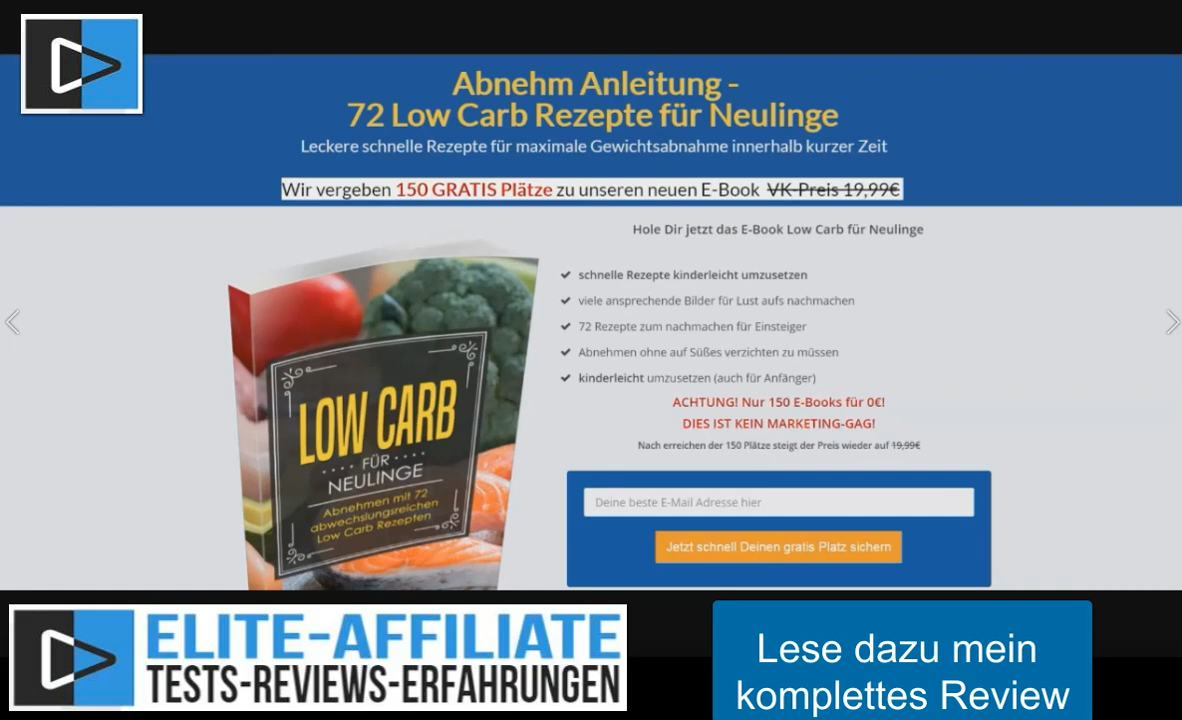 Abnehm Anleitung -
72 Low Carb Rezepte für Neulinge
Leckere schnelle Rezepte für maximale Gewichtsabnahme innerhalb kurzer Zeit
Wir vergeben 150 GRATIS Plätze zu unseren neuen E-Book VK-Preis 19,99€
Hole Dir jetzt das E-Book Low Carb für Neulinge
schnelle Rezepte kinderleicht umzusetzen
viele ansprechende Bilder für Lust aufs nachmachen
72 Rezepte zum nachmachen für Einsteiger
Abnehmen ohne auf Süßes verzichten zu müssen
kinderleicht umzusetzen (auch für Anfänger)
ACHTUNG! Nur 150 E-Books für 0€!
DIES IST KEIN MARKETING-GAG!
Nach erreichen der 150 Plätze steigt der Preis wieder auf 19,99€
Deine beste E-Mail Adresse hier
Jetzt schnell Deinen gratis Platz sichern
LOW CARB
FÜR
NEULINGE
Abnehmen mit 72
abwechslungsreichen
Low Carb Rezepten
ELITE-AFFILIATE
TESTS-REVIEWS-ERFAHRUNGEN
Lese dazu mein
komplettes Review